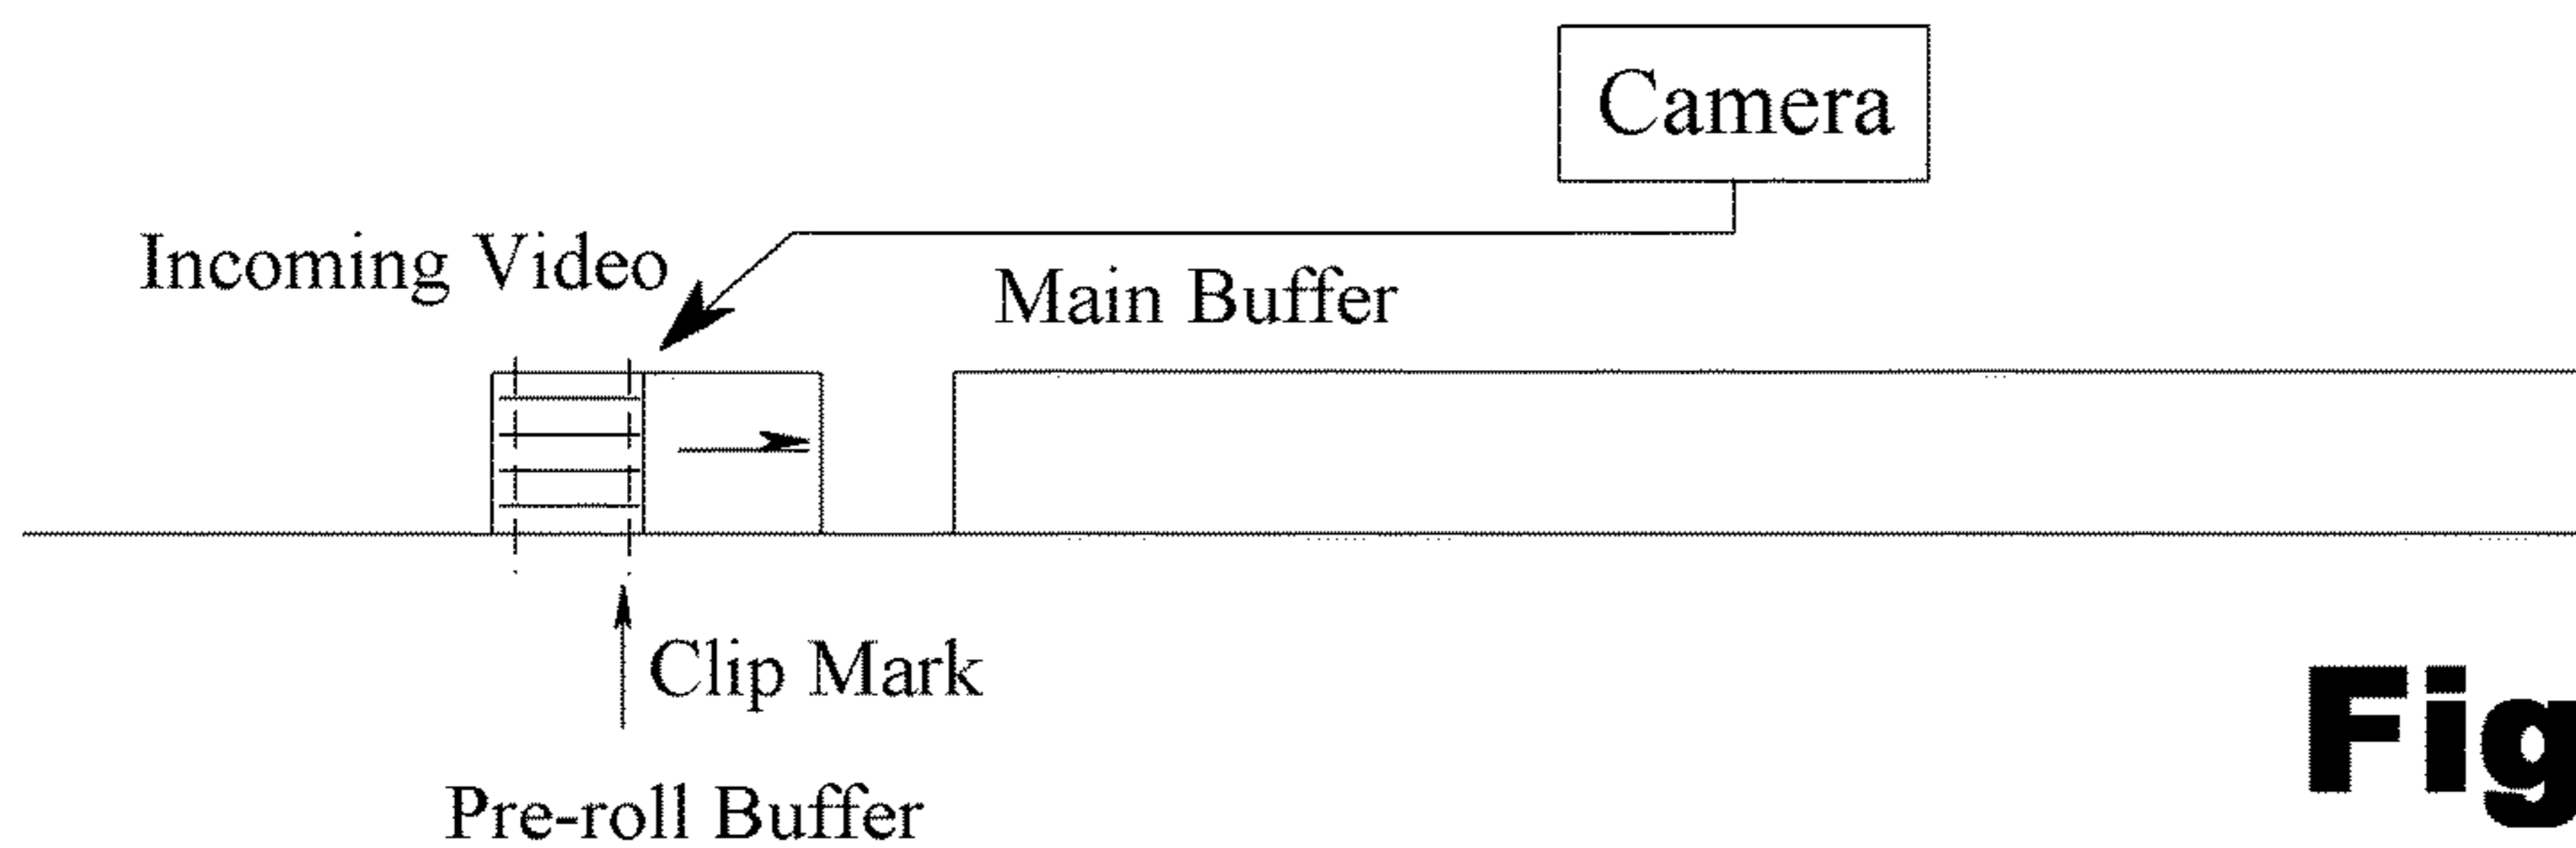 Camera
Incoming Video
Main Buffer
Clip Mark
Pre-roll Buffer
Fig